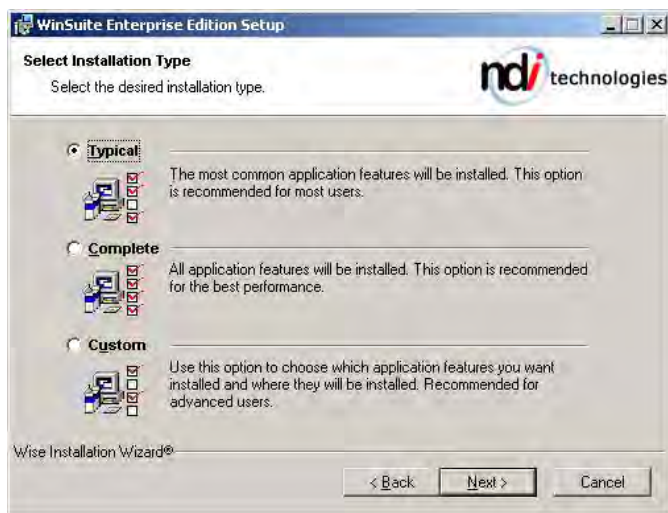 WinSuite Enterprise Edition Setup
Select Installation Type
Select the desired installation type.
ndi technologies
Typical
The most common application features will be installed. This option
is recommended for most users.
Complete
All application features will be installed. This option is recommended
for the best performance.
Custom
Use this option to choose which application features you want
installed and where they will be installed. Recommended for
advanced users.
Wise Installation Wizard®
< Back
Next >
Cancel